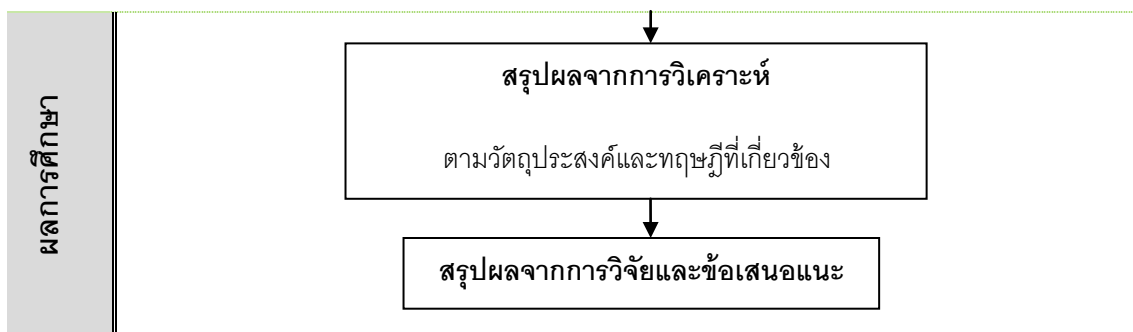 ผลการศึกษา
สรุปผลจากการวิเคราะห์
ตามวัตถุประสงค์และทฤษฎีที่เกี่ยวข้อง
สรุปผลจากการวิจัยและข้อเสนอแนะ